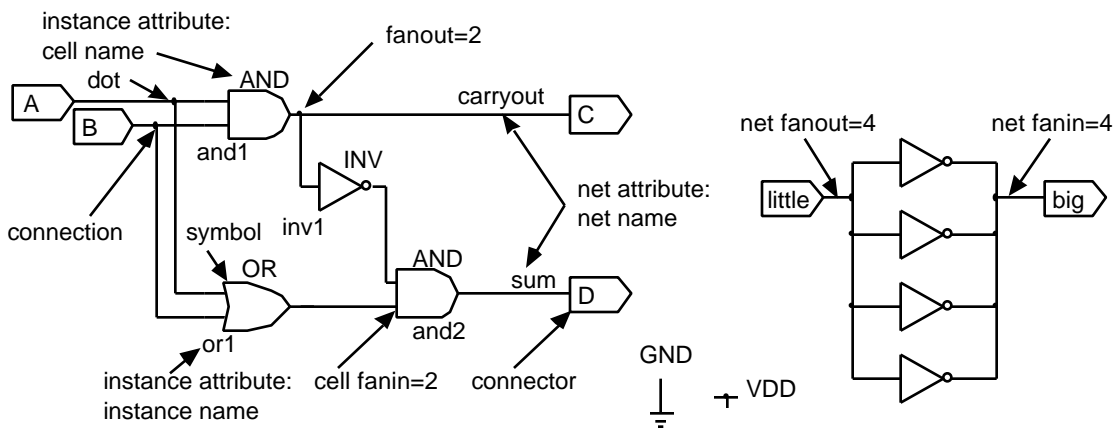 instance attribute:
cell name
dot
AND
fanout=2
A
B
carryout
C
and1
INV
inv1
net attribute:
net name
connection
symbol
OR
AND
sum
D
or1
and2
instance attribute:
instance name
cell fanin=2
connector
GND
VDD
net fanout=4
net fanin=4
little
big